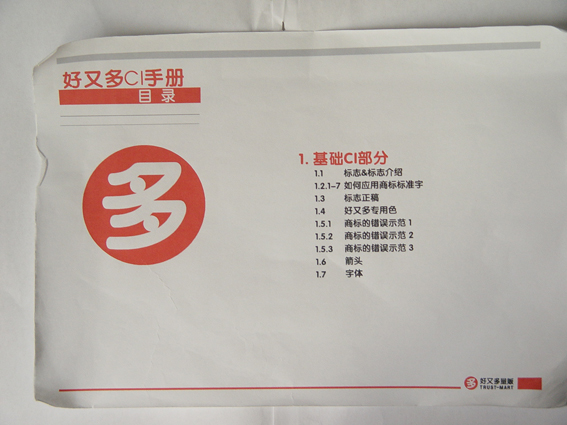 好又多CI手册
目录
多
1. 基础CI部分
1.1 标志&标志介绍
1.2.1-7 如何应用商标标准字
1.3 标志正稿
1.4 好又多专用色
1.5.1 商标的错误示范 1
1.5.2 商标的错误示范 2
1.5.3 商标的错误示范 3
1.6 箭头
1.7 字体
多 好又多量贩
TRUST-MART